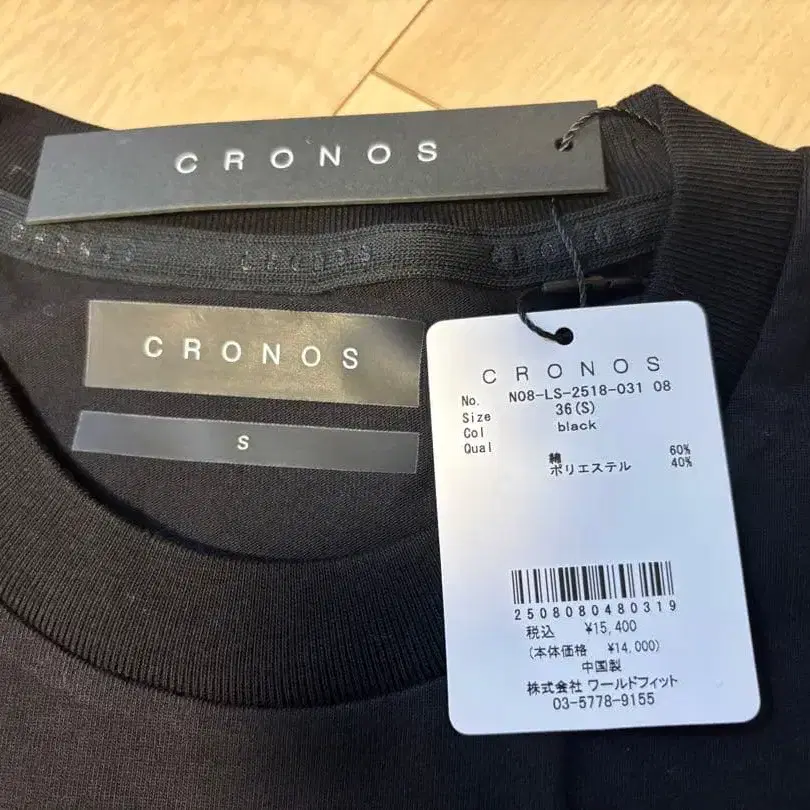 CRONOS
CRONOS
CRONOS
S
CRONOS
No. N08-LS-2518-031 08
Size 36(S)
Col black
Qual
綿 60%
ポリエステル 40%
2508080480319
税込 ¥15,400
(本体価格 ¥14,000)
中国製
株式会社 ワールドフィット
03-5778-9155